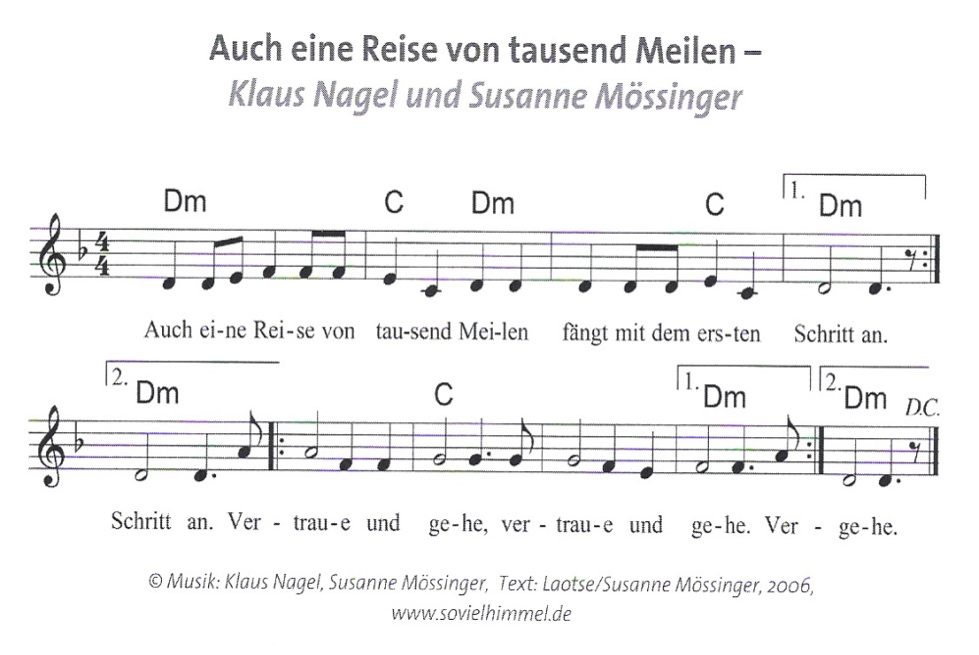 Auch eine Reise von tausend Meilen –
Klaus Nagel und Susanne Mössinger
Dm C Dm C 1. Dm
4
4
Auch ei-ne Rei-se von tau-send Mei-len fängt mit dem ers-ten Schritt an.
2. Dm C 1. Dm 2. Dm D.C.
Schritt an. Ver - trau-e und ge-he, ver - trau-e und ge-he. Ver - ge-he.
© Musik: Klaus Nagel, Susanne Mössinger, Text: Laotse/Susanne Mössinger, 2006,
www.sovielhimmel.de